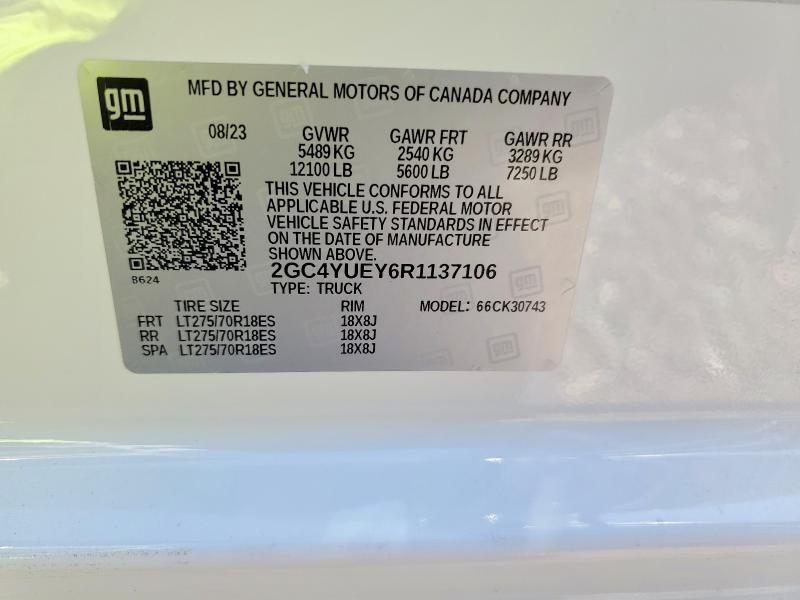 gm
MFD BY GENERAL MOTORS OF CANADA COMPANY
08/23 GVWR GAWR FRT GAWR RR
5489 KG 2540 KG 3289 KG
12100 LB 5600 LB 7250 LB
THIS VEHICLE CONFORMS TO ALL
APPLICABLE U.S. FEDERAL MOTOR
VEHICLE SAFETY STANDARDS IN EFFECT
ON THE DATE OF MANUFACTURE
SHOWN ABOVE.
2GC4YUEY6R1137106
B624
TYPE: TRUCK
TIRE SIZE RIM MODEL: 66CK30743
FRT LT275/70R18ES 18X8J
RR LT275/70R18ES 18X8J
SPA LT275/70R18ES 18X8J